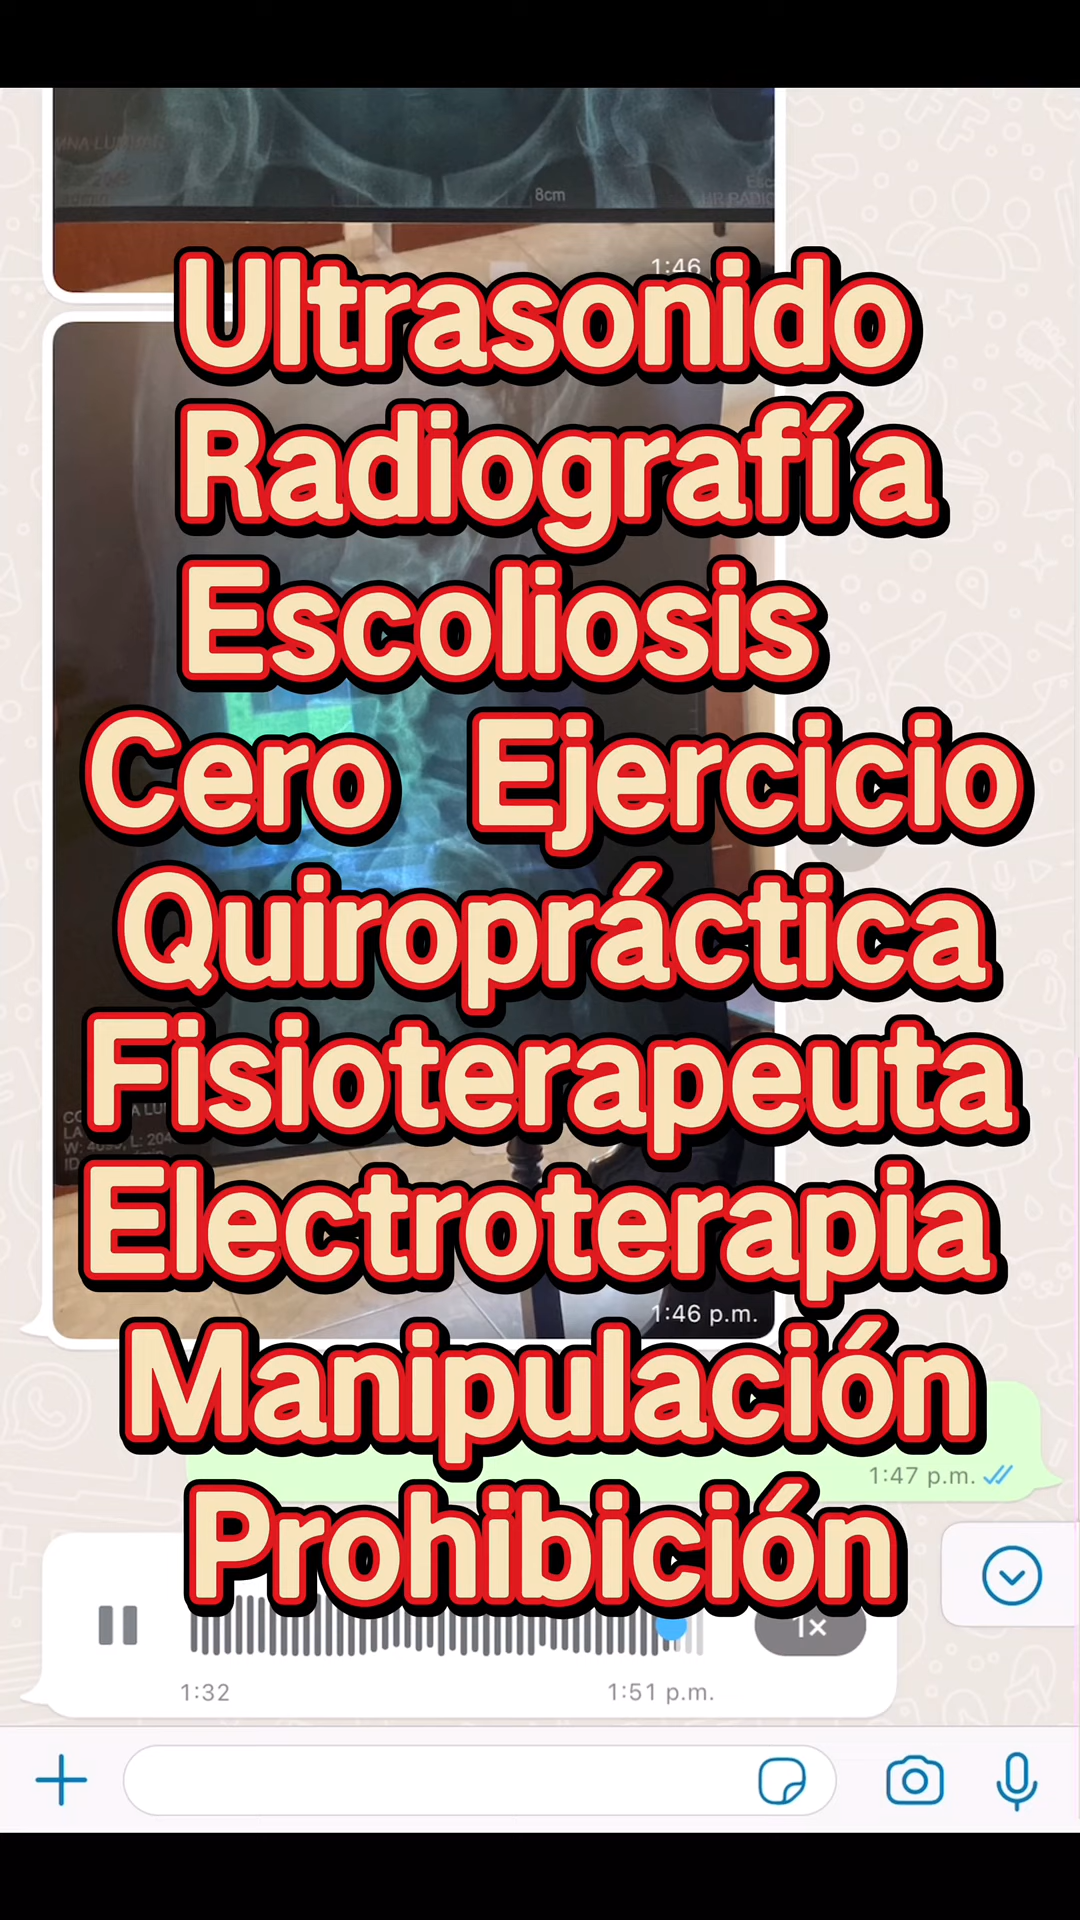 8cm
1:46
Ultrasonido
Radiografía
Escoliosis
Cero Ejercicio
Quiropráctica
Fisioterapeuta
Electroterapia
1:46 p.m.
Manipulación
1:47 p.m.
Prohibición
1x
1:32
1:51 p.m.